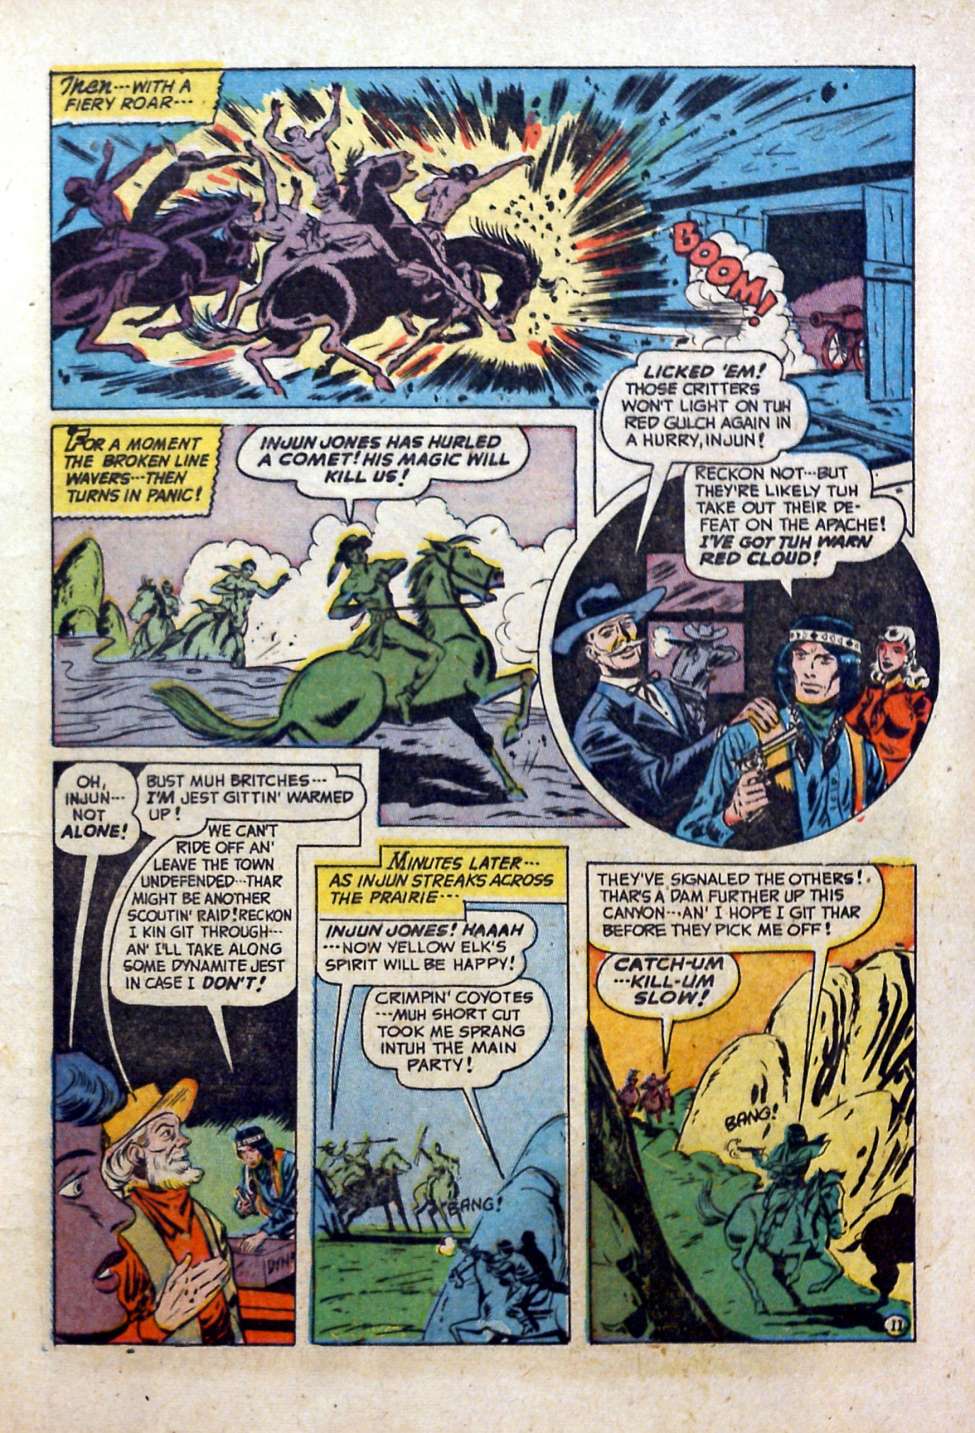 Then---WITH A
FIERY ROAR---
BOOM!
LICKED 'EM!
THOSE CRITTERS
WON'T LIGHT ON TUH
RED GULCH AGAIN IN
A HURRY, INJUN!
FOR A MOMENT
THE BROKEN LINE
WAVERS---THEN
TURNS IN PANIC!
INJUN JONES HAS HURLED
A COMET! HIS MAGIC WILL
KILL US!
RECKON NOT---BUT
THEY'RE LIKELY TUH
TAKE OUT THEIR DE-
FEAT ON THE APACHE!
I'VE GOT TUH WARN
RED CLOUD!
OH,
INJUN---
NOT
ALONE!
BUST MUH BRITCHES---
I'M JEST GITTIN' WARMED
UP!
WE CAN'T
RIDE OFF AN'
LEAVE THE TOWN
UNDEFENDED---THAR
MIGHT BE ANOTHER
SCOUTIN' RAID! RECKON
I KIN GIT THROUGH---
AN' I'LL TAKE ALONG
SOME DYNAMITE JEST
IN CASE I DON'T!
DYN
MINUTES LATER---
AS INJUN STREAKS ACROSS
THE PRAIRIE---
INJUN JONES! HAAAH
---NOW YELLOW ELK'S
SPIRIT WILL BE HAPPY!
CRIMPIN' COYOTES
---MUH SHORT CUT
TOOK ME SPRANG
INTUH THE MAIN
PARTY!
BANG!
THEY'VE SIGNALED THE OTHERS!
THAR'S A DAM FURTHER UP THIS
CANYON---AN' I HOPE I GIT THAR
BEFORE THEY PICK ME OFF!
CATCH-UM
---KILL-UM
SLOW!
BANG!
11